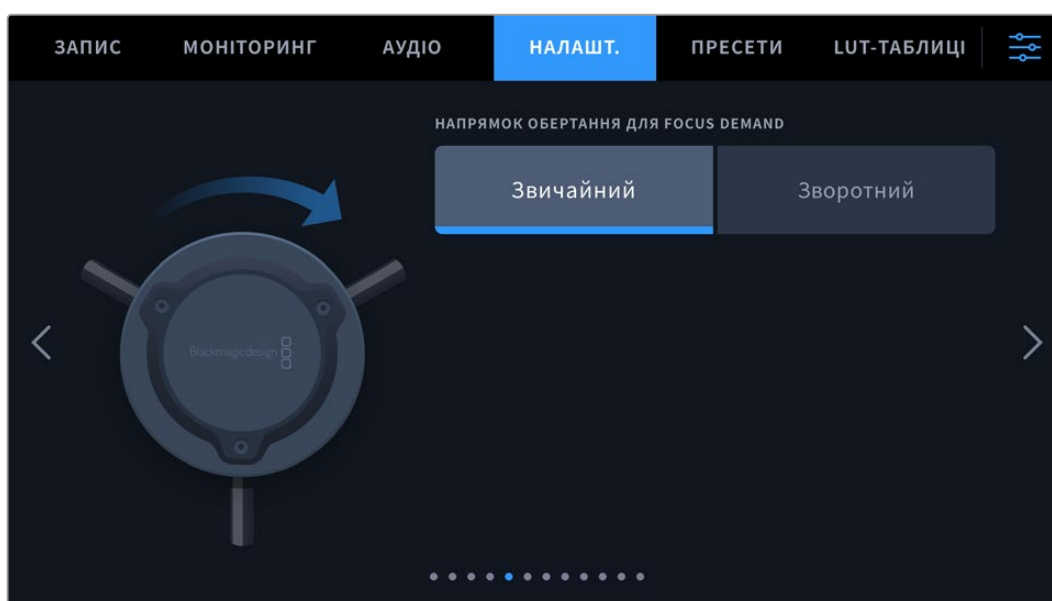 ЗАПИС МОНІТОРИНГ АУДІО НАЛАШТ. ПРЕСЕТИ LUT-ТАБЛИЦІ
НАПРЯМОК ОБЕРТАННЯ ДЛЯ FOCUS DEMAND
Звичайний Зворотний
Blackmagicdesign